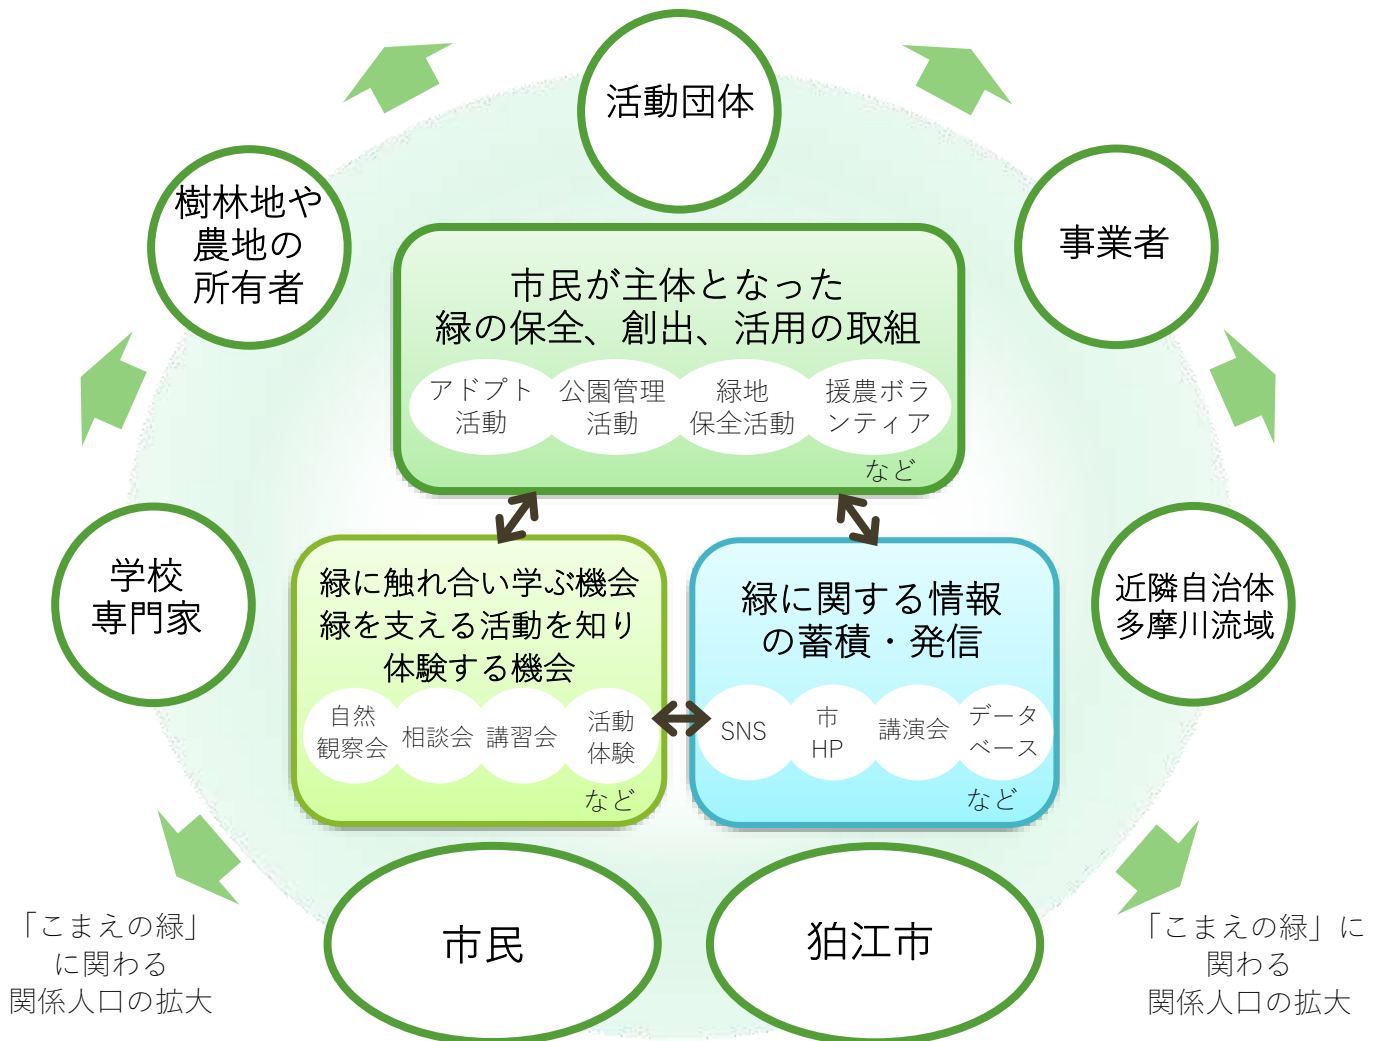 活動団体
樹林地や
農地の
所有者
事業者
市民が主体となった
緑の保全、創出、活用の取組
アドプト
活動
公園管理
活動
緑地
保全活動
援農ボラ
ンティア
など
学校
専門家
緑に触れ合い学ぶ機会
緑を支える活動を知り
体験する機会
自然
観察会
相談会
講習会
活動
体験
など
緑に関する情報
の蓄積・発信
SNS
市
HP
講演会
データ
ベース
など
近隣自治体
多摩川流域
市民
狛江市
「こまえの緑」
に関わる
関係人口の拡大
「こまえの緑」に
関わる
関係人口の拡大